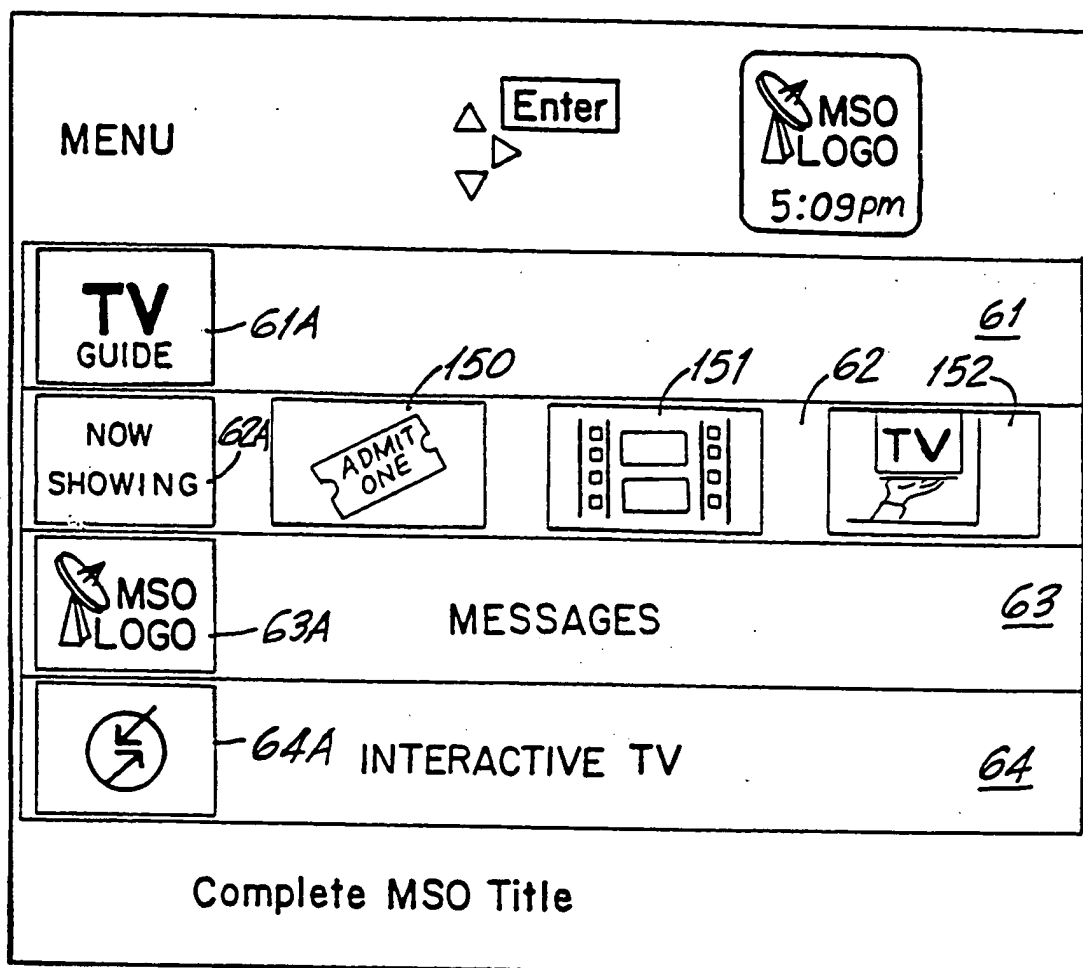 MENU
Enter
MSO
LOGO
5:09pm
TV
GUIDE
61A
61
150
151
62
152
NOW
SHOWING
62A
ADMIT
ONE
TV
MSO
LOGO
63A
MESSAGES
63
64A
INTERACTIVE TV
64
Complete MSO Title